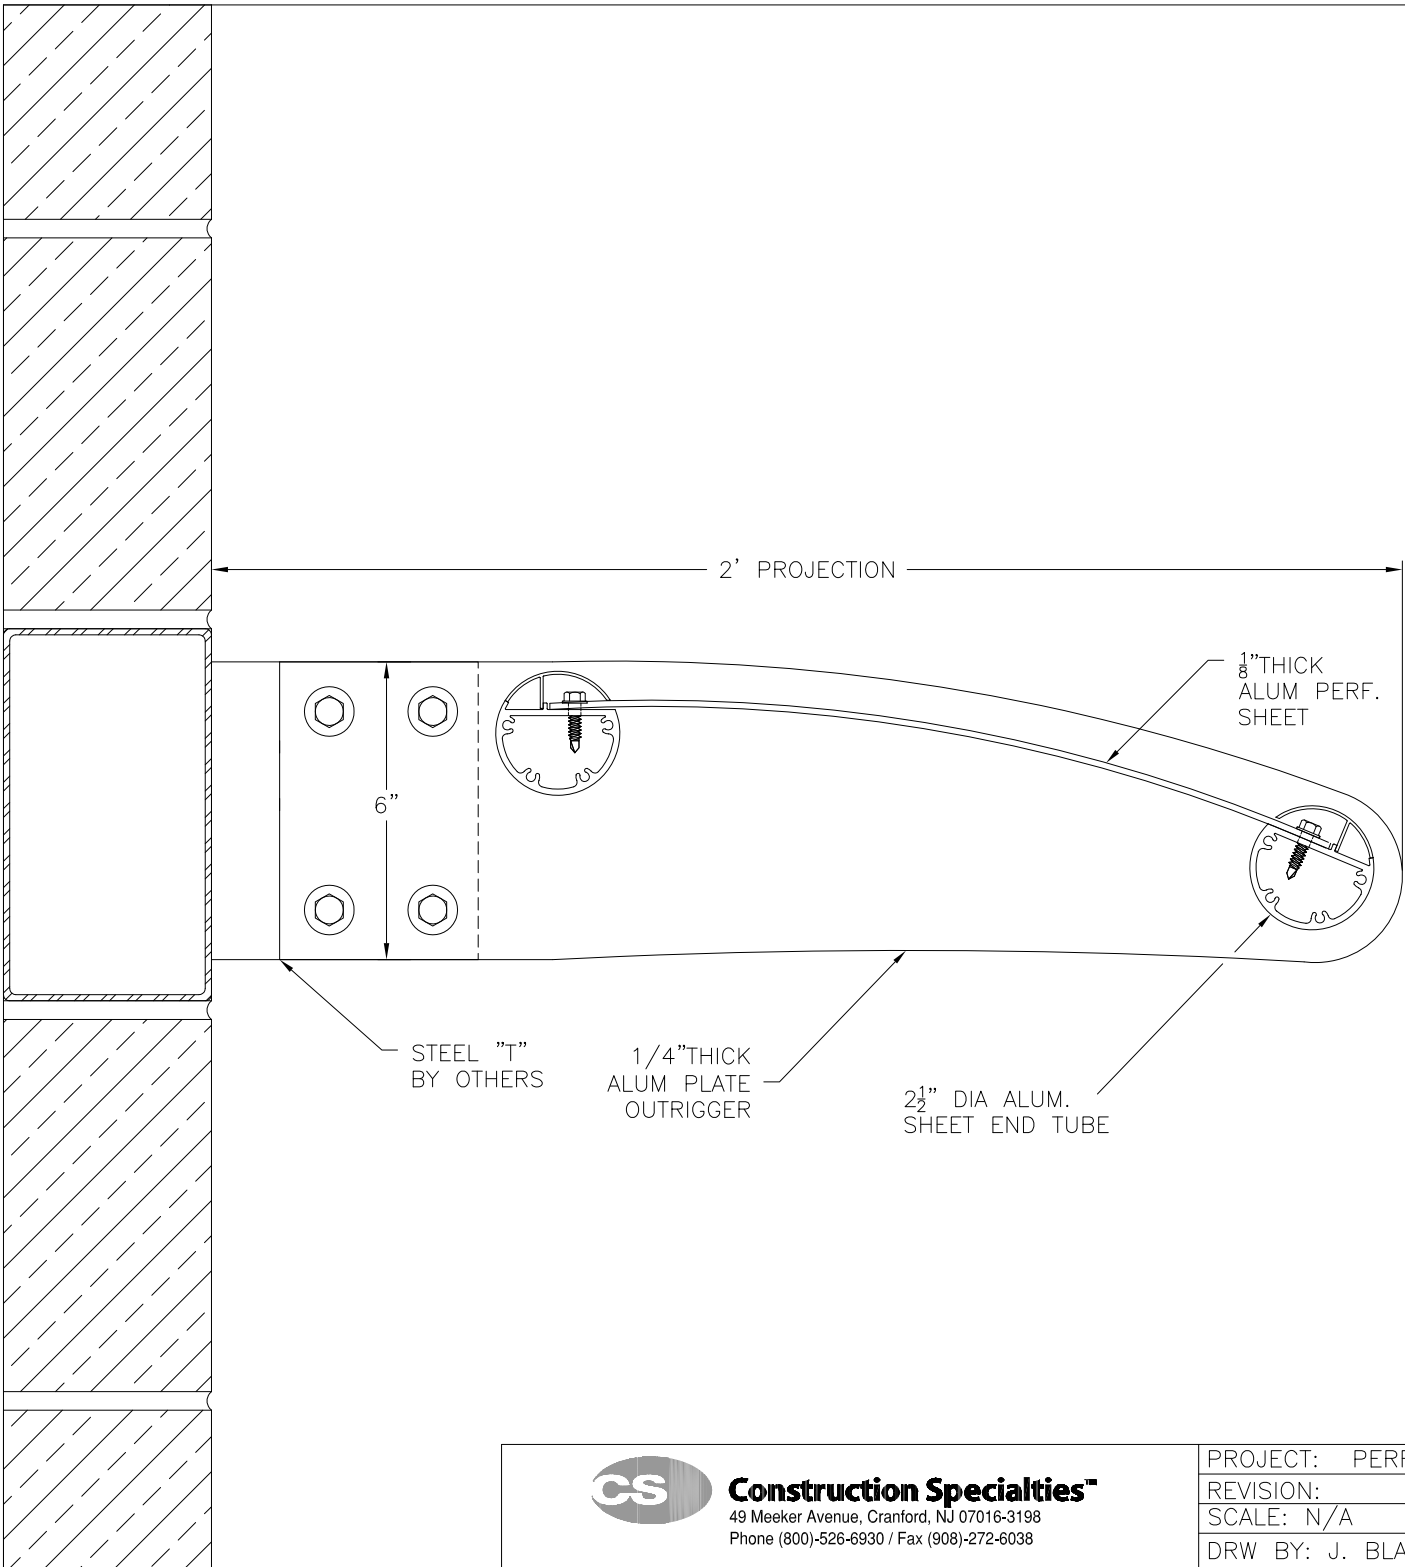 2’ PROJECTION
1/8”THICK
ALUM PERF.
SHEET
6”
STEEL ”T”
BY OTHERS
1/4”THICK
ALUM PLATE
OUTRIGGER
2 1/2” DIA ALUM.
SHEET END TUBE
CS
Construction Specialties™
49 Meeker Avenue, Cranford, NJ 07016-3198
Phone (800)-526-6930 / Fax (908)-272-6038
PROJECT:
REVISION:
SCALE: N/A
DRW BY: J.